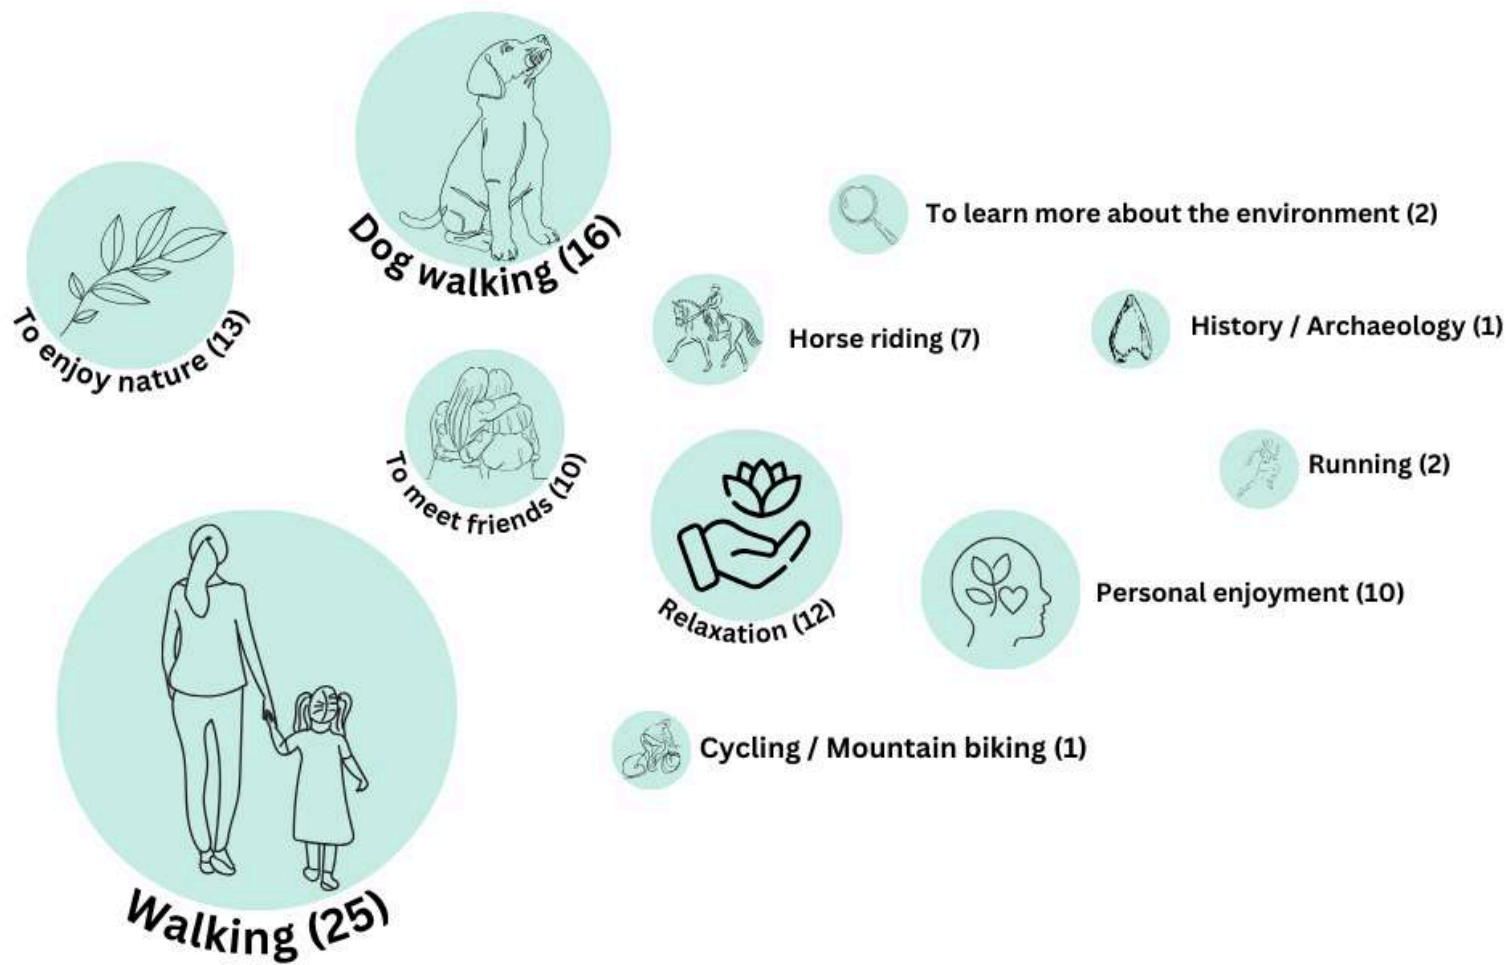 Dog walking (16)
To enjoy nature (13)
To learn more about the environment (2)
Horse riding (7)
History / Archaeology (1)
To meet friends (10)
Running (2)
Relaxation (12)
Personal enjoyment (10)
Cycling / Mountain biking (1)
Walking (25)